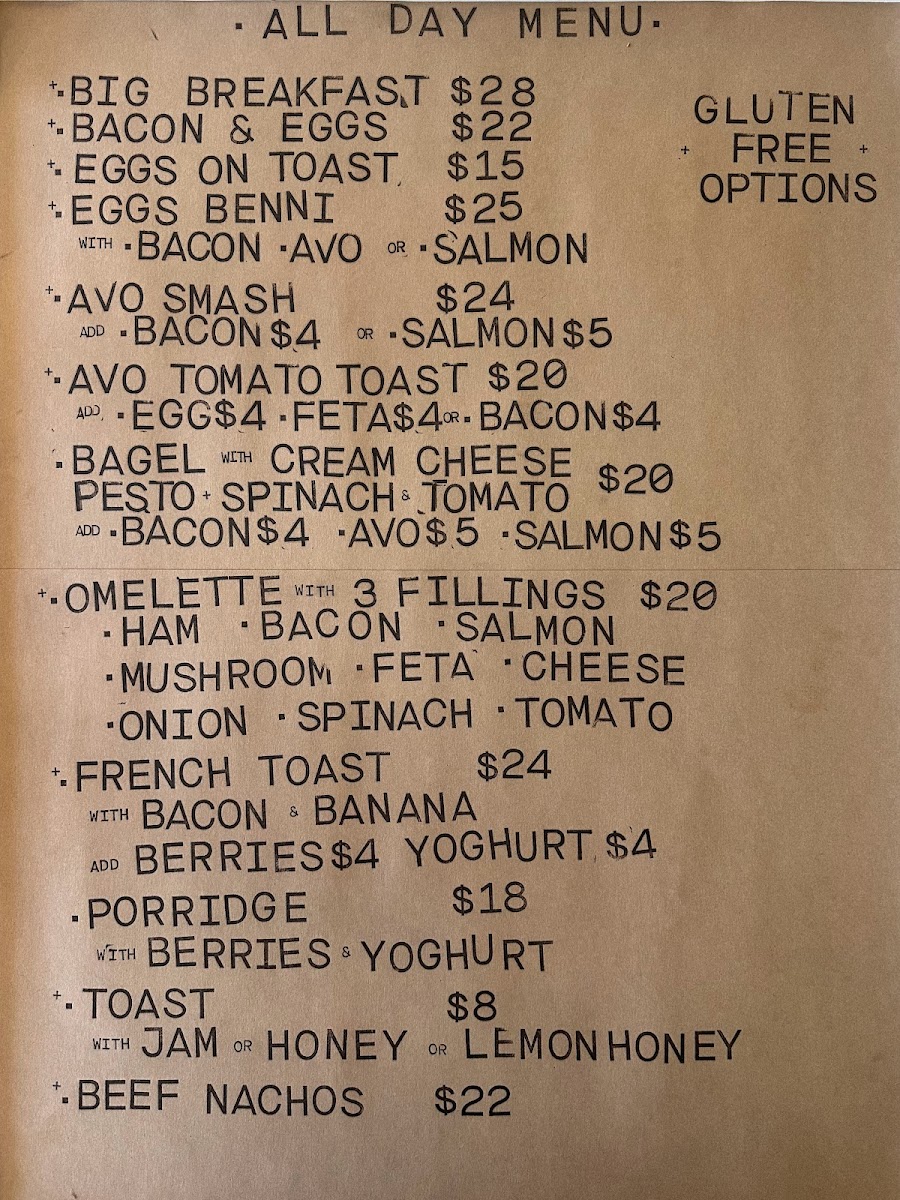 · ALL DAY MENU ·
+· BIG BREAKFAST $28
+· BACON & EGGS $22
+· EGGS ON TOAST $15
+· EGGS BENNI $25
WITH · BACON · AVO OR · SALMON
+· AVO SMASH $24
ADD · BACON $4 OR · SALMON $5
+· AVO TOMATO TOAST $20
ADD · EGG $4 · FETA $4 OR · BACON $4
· BAGEL WITH CREAM CHEESE
PESTO + SPINACH & TOMATO $20
ADD · BACON $4 · AVO $5 · SALMON $5
+· OMELETTE WITH 3 FILLINGS $20
· HAM · BACON · SALMON
· MUSHROOM · FETA · CHEESE
· ONION · SPINACH · TOMATO
+· FRENCH TOAST $24
WITH BACON & BANANA
ADD BERRIES $4 YOGHURT $4
· PORRIDGE $18
WITH BERRIES & YOGHURT
+· TOAST $8
WITH JAM OR HONEY OR LEMON HONEY
+· BEEF NACHOS $22
GLUTEN
+ FREE +
OPTIONS